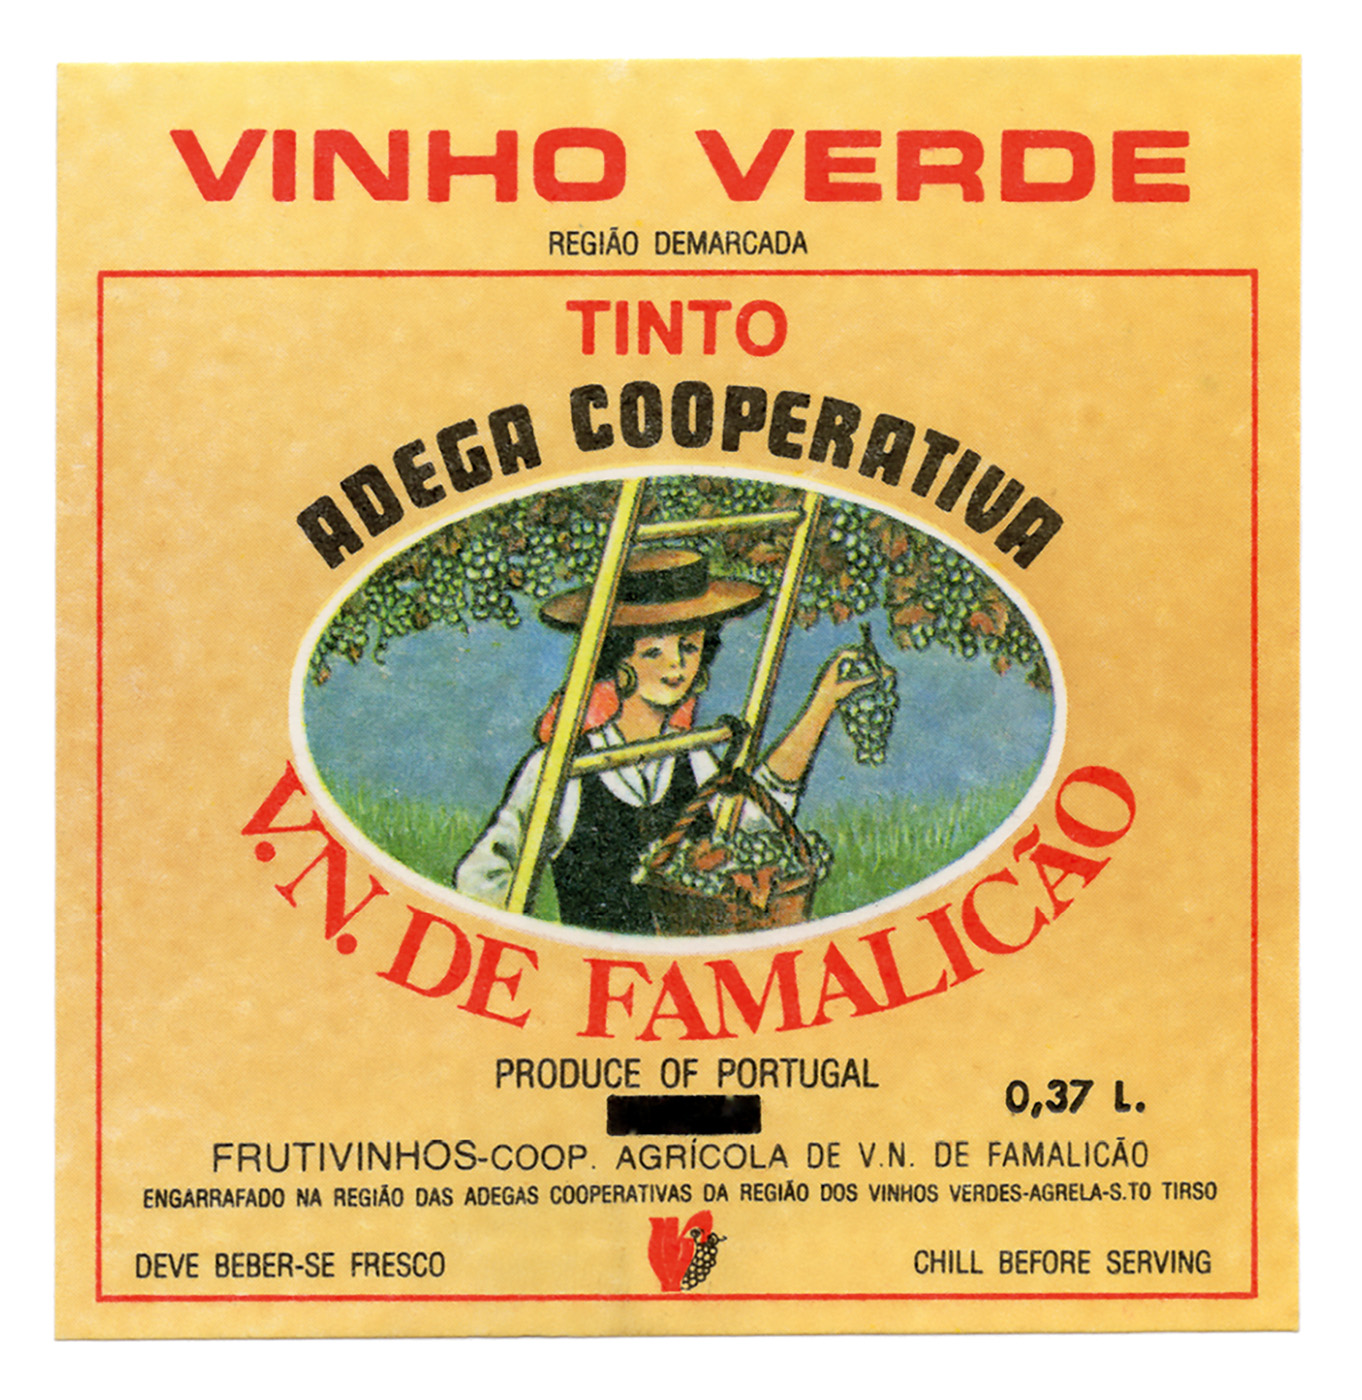 VINHO VERDE
REGIÃO DEMARCADA
TINTO
ADEGA COOPERATIVA
V.N. DE FAMALICÃO
PRODUCE OF PORTUGAL
0,37 L.
FRUTIVINHOS-COOP. AGRÍCOLA DE V.N. DE FAMALICÃO
ENGARRAFADO NA REGIÃO DAS ADEGAS COOPERATIVAS DA REGIÃO DOS VINHOS VERDES-AGRELA-S.TO TIRSO
DEVE BEBER-SE FRESCO
CHILL BEFORE SERVING